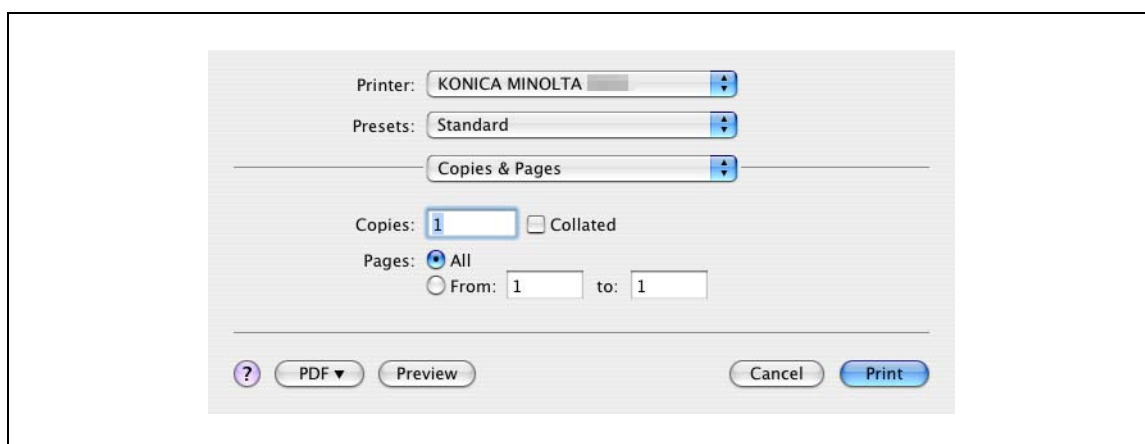 Printer: KONICA MINOLTA
Presets: Standard
Copies & Pages
Copies: 1 Collated
Pages: All
From: 1 to: 1
? PDF ▼ Preview Cancel Print